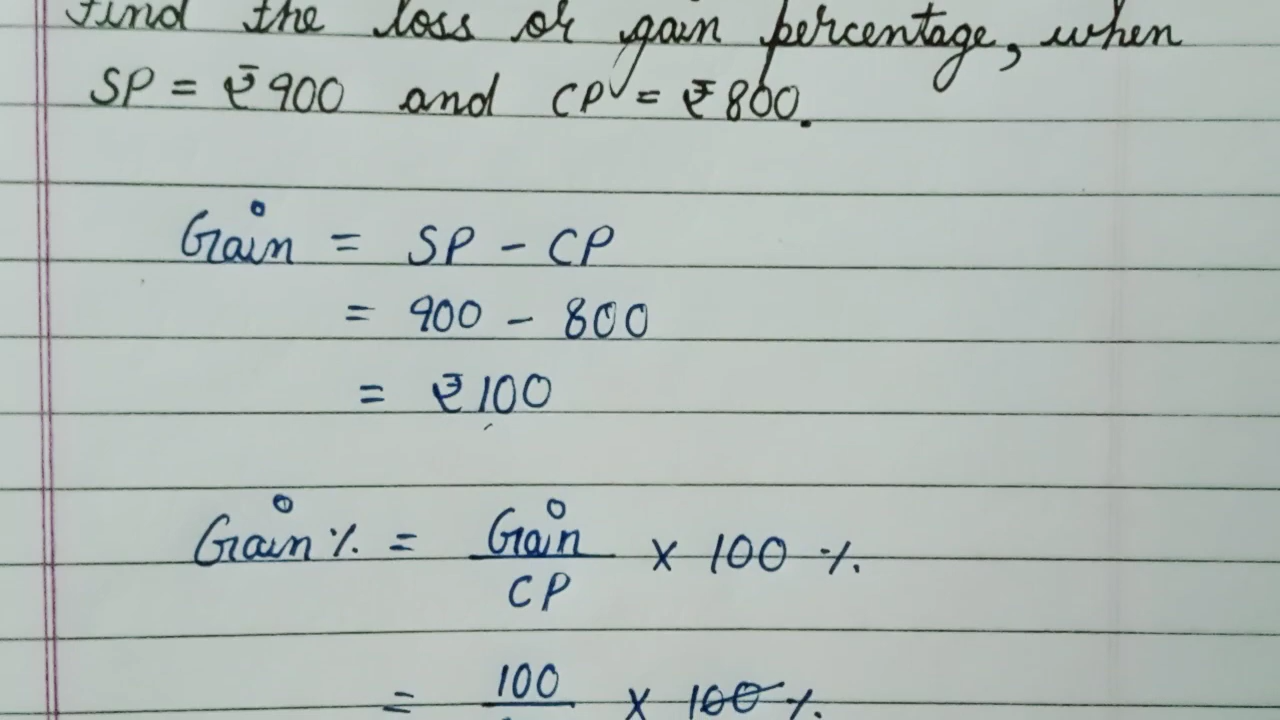 Find the loss or gain percentage, when
SP = ₹900 and CP = ₹800.
Gain = SP - CP
= 900 - 800
= ₹100
Gain % = Gain / CP × 100 %
= 100 × 100 %